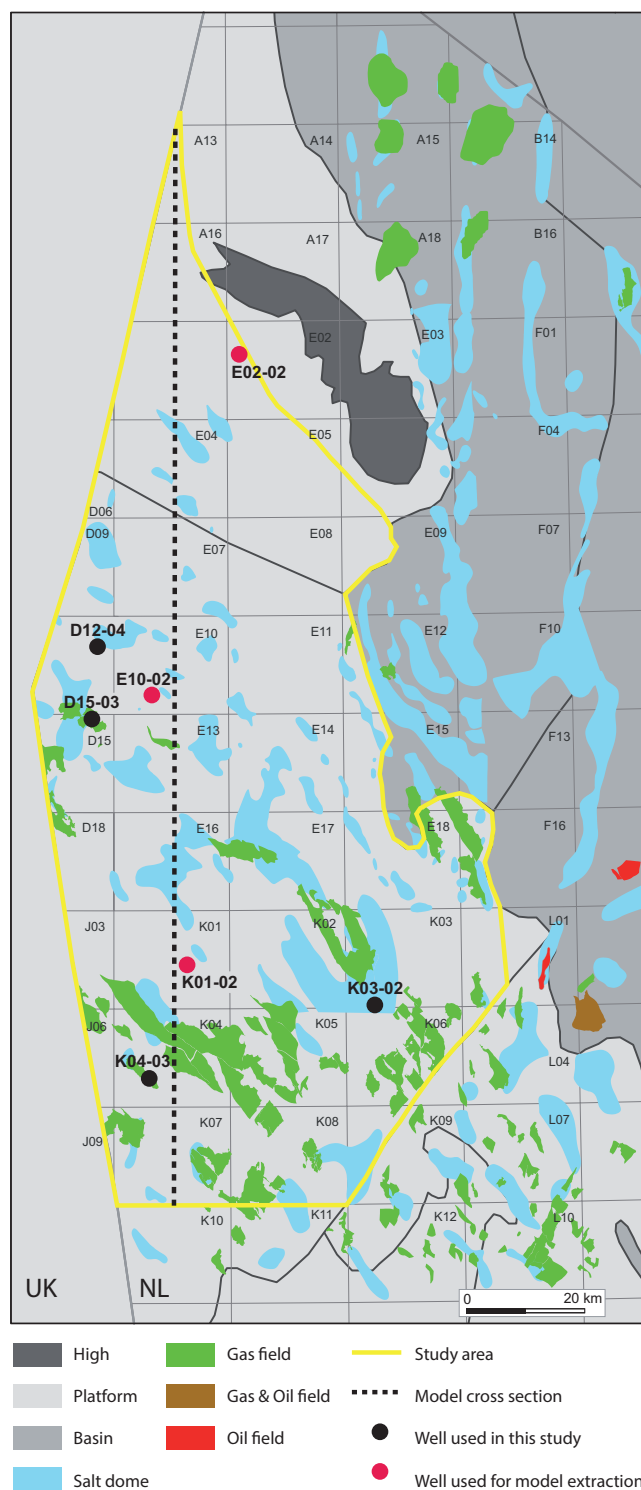 A13 A14 A15 B14
A16 A17 A18 B16
E02 E03 F01
E02-02
E04 E05 F04
D06
D09 E07 E08 E09 F07
D12-04 E10 E11 E12 F10
E10-02
D15-03
D15 E13 E14 E15 F13
D18 E16 E17 E18 F16
J03 K01 K02 K03 L01
K01-02 K03-02
J06 K04 K05 K06
K04-03 L04
J09 K07 K08 K09 L07
K10 K11 K12 L10
UK NL
0 20 km
High Gas field Study area
Platform Gas & Oil field Model cross section
Basin Oil field Well used in this study
Salt dome Well used for model extraction